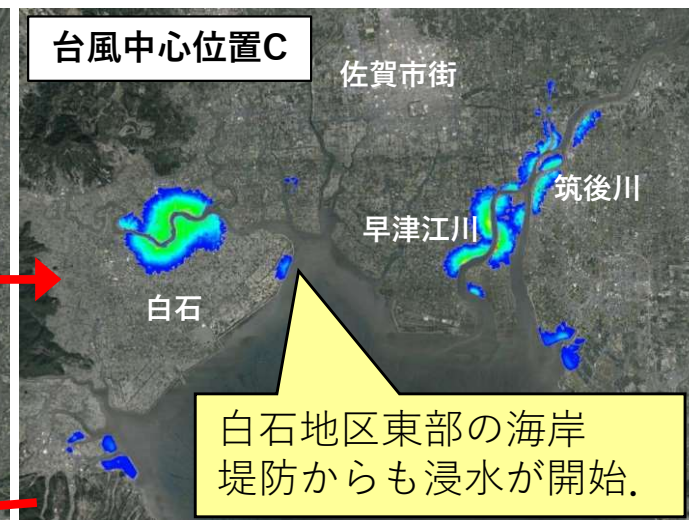 台風中心位置C
佐賀市街
筑後川
早津江川
白石
白石地区東部の海岸
堤防からも浸水が開始.